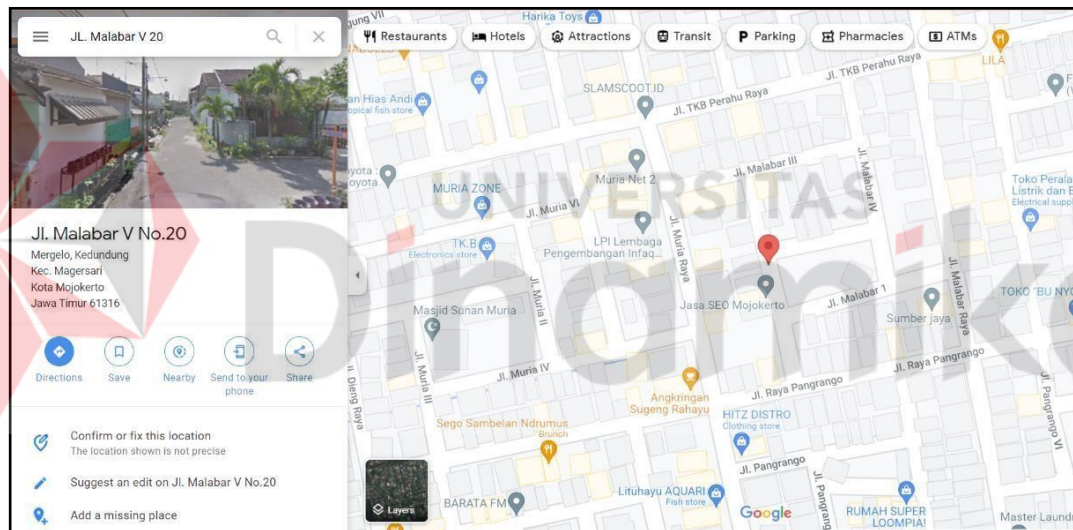 JL. Malabar V 20
Jl. Malabar V No.20
Mergelo, Kedundung
Kec. Magersari
Kota Mojokerto
Jawa Timur 61316
Directions
Save
Nearby
Send to your
phone
Share
Confirm or fix this location
The location shown is not precise
Suggest an edit on Jl. Malabar V No.20
Add a missing place
Restaurants
Hotels
Attractions
Transit
Parking
Pharmacies
ATMs
Harika Toys
LILA
Jl. TKB Perahu Raya
SLAMSCOOT.ID
Jl. TKB Perahu Raya
an Hias Andi
opical fish store
yota
oyota
MURIA ZONE
Muria Net 2
Jl. Malabar III
Jl. Malabar IV
Toko Perala
Listrik dan E
Electrical suppl
UNIVERSITAS
Dinamika
Jl. Muria VI
TK.B
Electronics store
LPI Lembaga
Pengembangan Infaq...
Jl. Muria Raya
Jl. Muria II
Jasa SEO Mojokerto
Jl. Malabar 1
Sumber jaya
Jl. Malabar Raya
TOKO "BU NYO
Masjid Sunan Muria
Jl. Muria III
Jl. Muria IV
Dieng Raya
Jl. Raya Pangrango
Jl. Raya Pangrango
Jl. Pangrango VI
Angkringan
Sugeng Rahayu
Sego Sambelan Ndrumus
Brunch
HITZ DISTRO
Clothing store
Jl. Pangrango
Jl. Pangrang
Lituhayu AQUARI
Fish store
BARATA FM
Layers
Google
RUMAH SUPER
LOOMPIA!
Master Laund